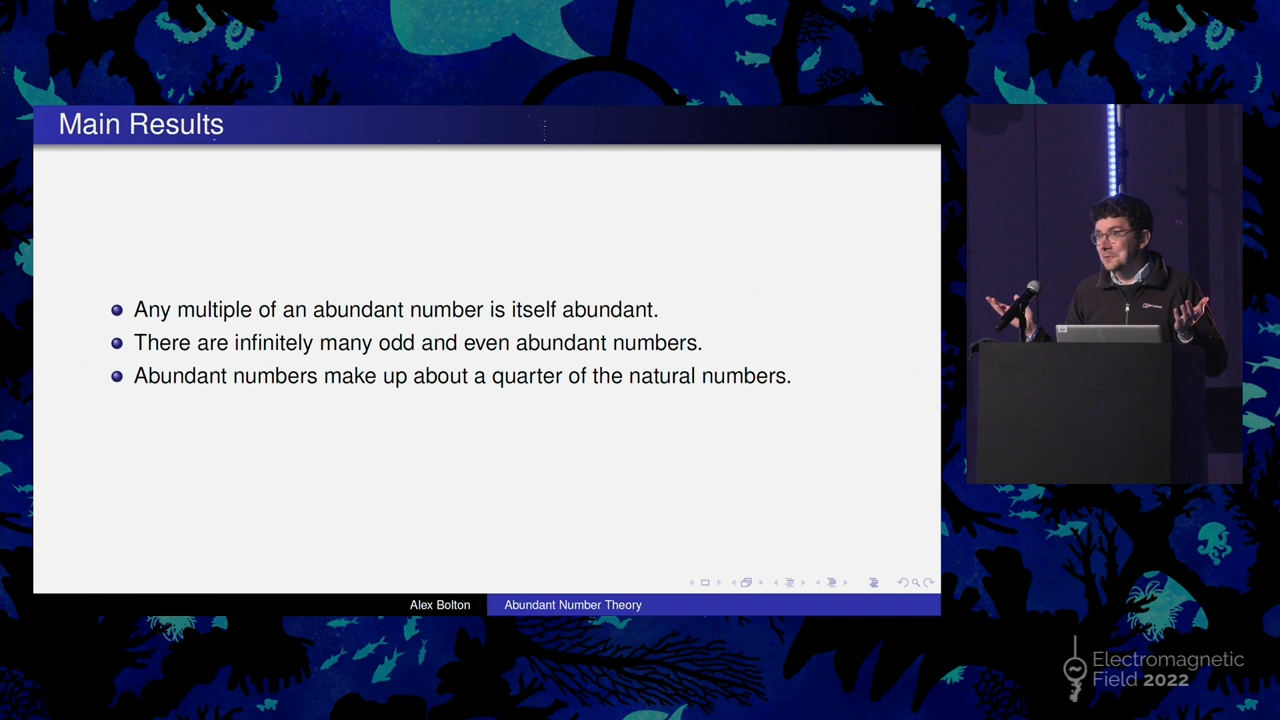 Main Results
Any multiple of an abundant number is itself abundant.
There are infinitely many odd and even abundant numbers.
Abundant numbers make up about a quarter of the natural numbers.
Alex Bolton
Abundant Number Theory
Electromagnetic
Field 2022